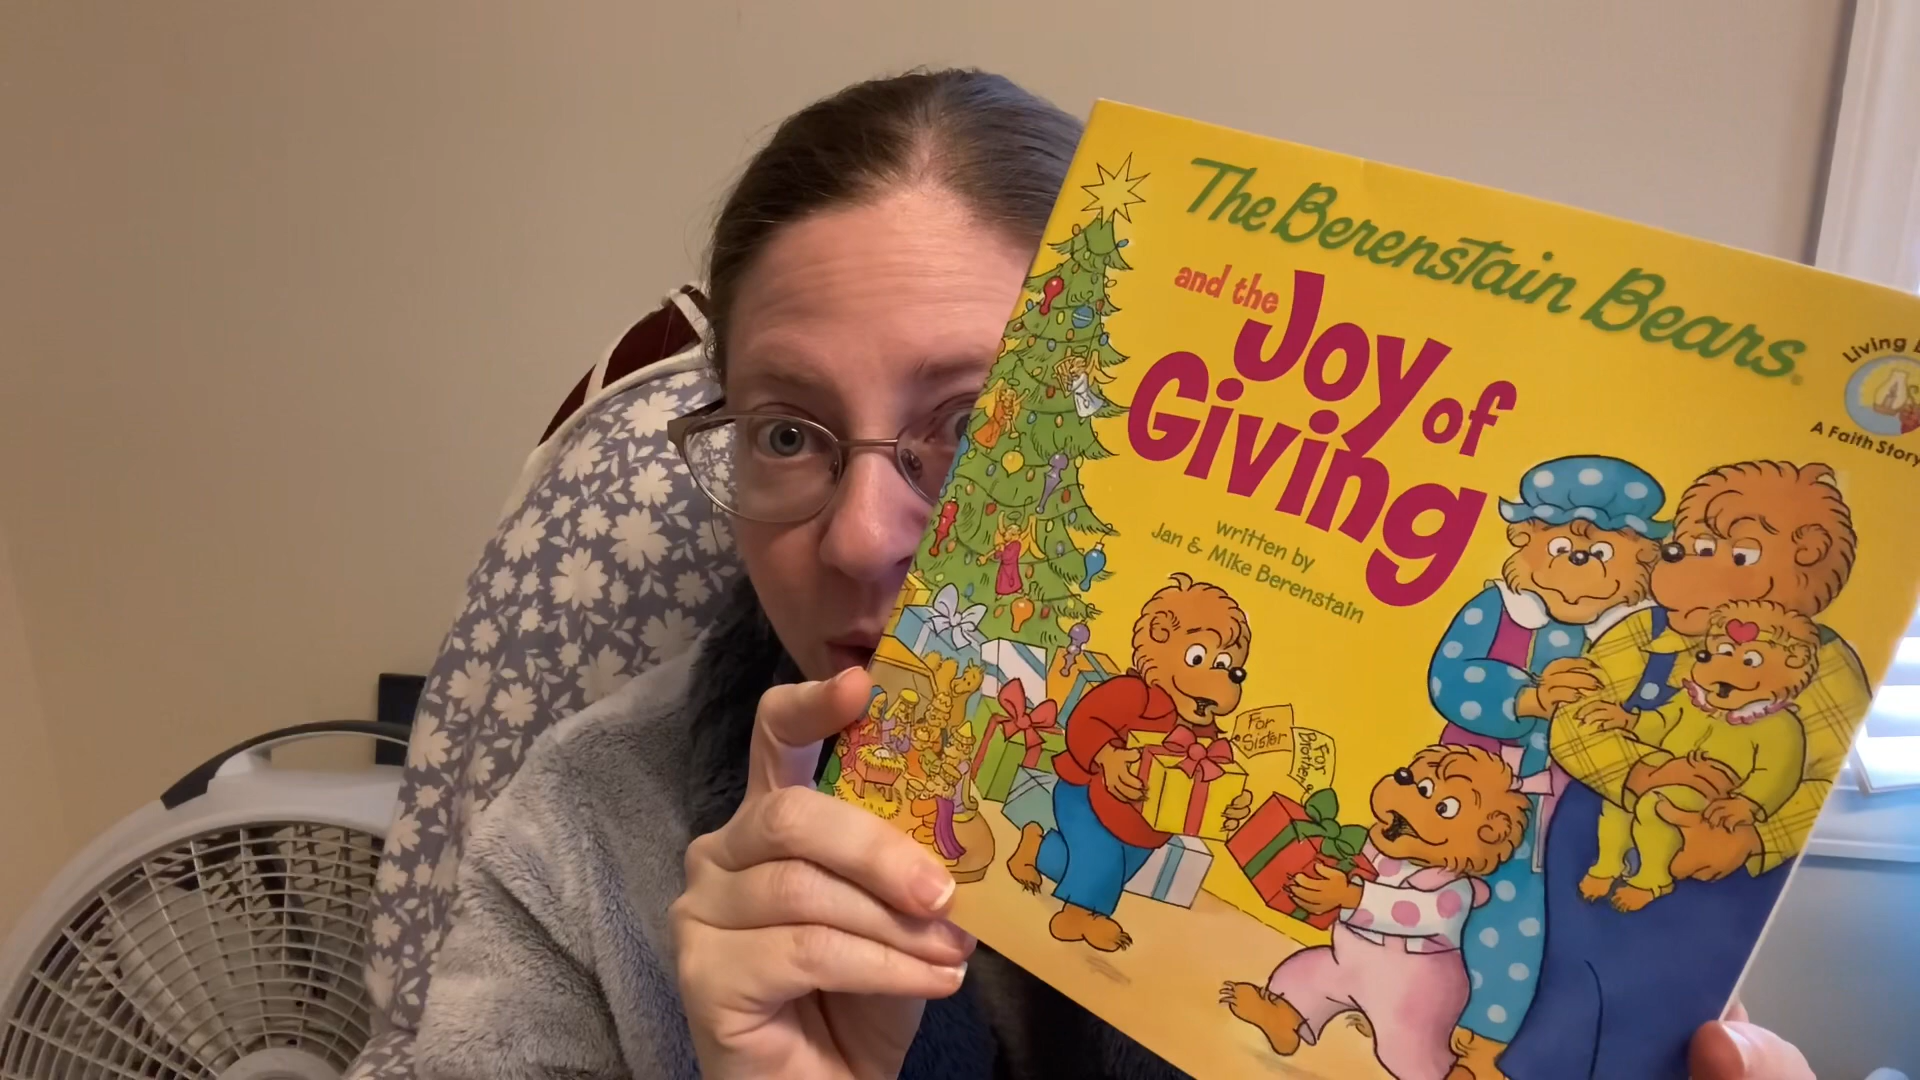 The Berenstain Bears®
and the
Joy of
Giving
written by
Jan & Mike Berenstain
Living
A Faith Story
For
Sister
For
Brother